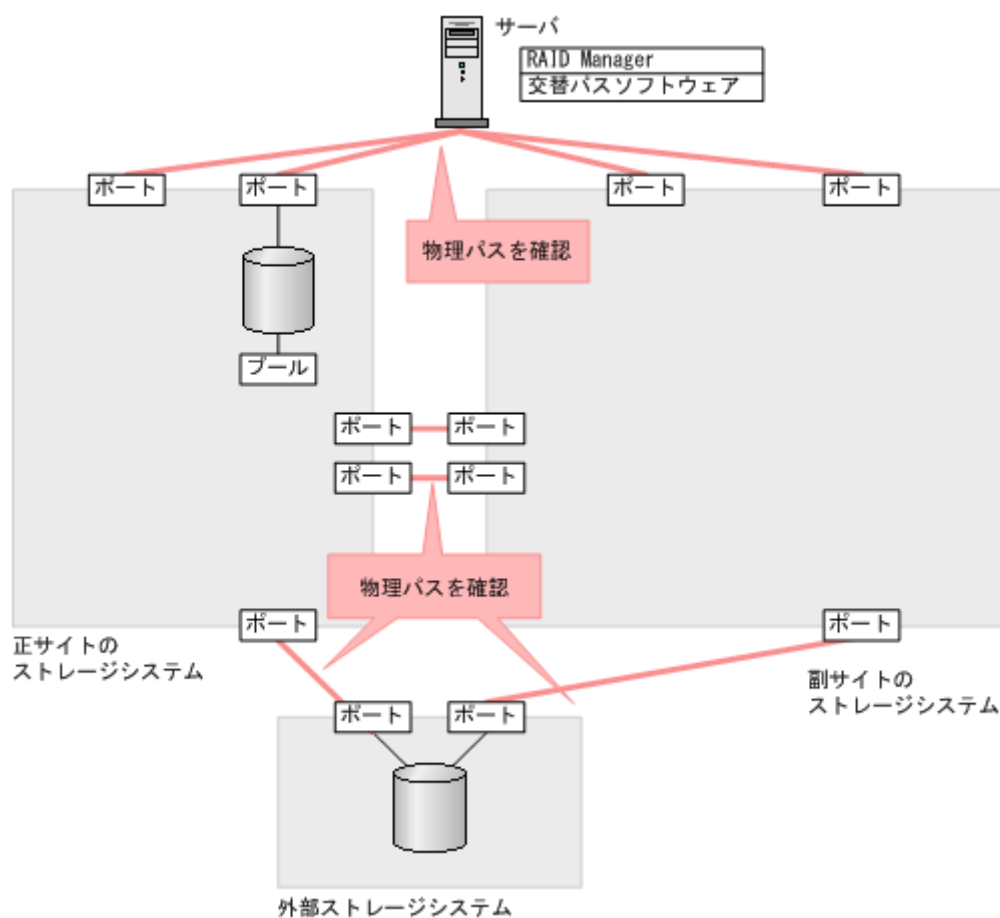 サーバ
RAID Manager
交替パスソフトウェア
ポート
ポート
ポート
ポート
物理パスを確認
プール
ポート
ポート
ポート
ポート
物理パスを確認
ポート
ポート
正サイトの
ストレージシステム
副サイトの
ストレージシステム
ポート
ポート
外部ストレージシステム